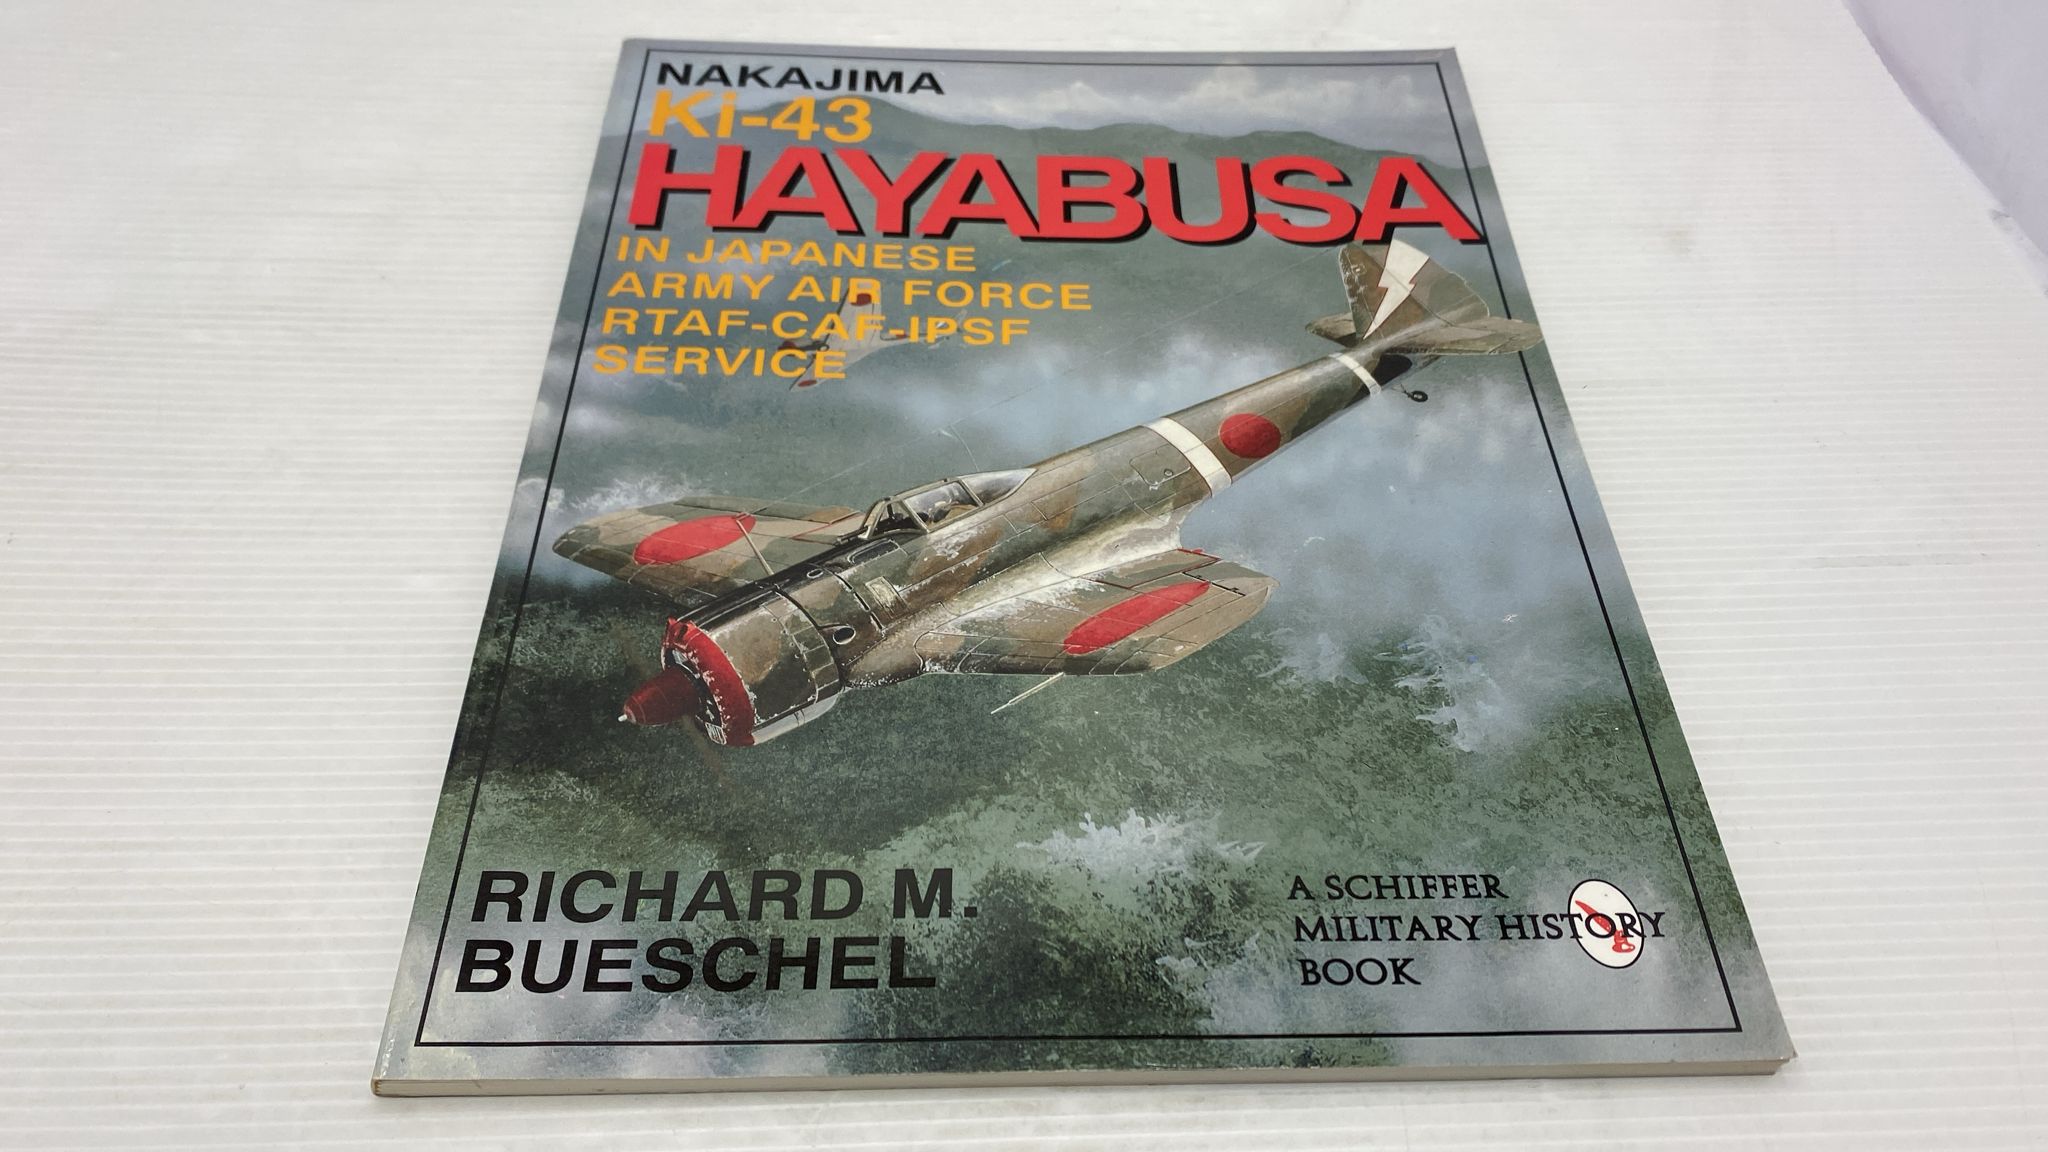 NAKAJIMA
Ki-43
HAYABUSA
IN JAPANESE
ARMY AIR FORCE
RTAF-CAF-IPSF
SERVICE
RICHARD M.
BUESCHEL
A SCHIFFER
MILITARY HISTORY
BOOK